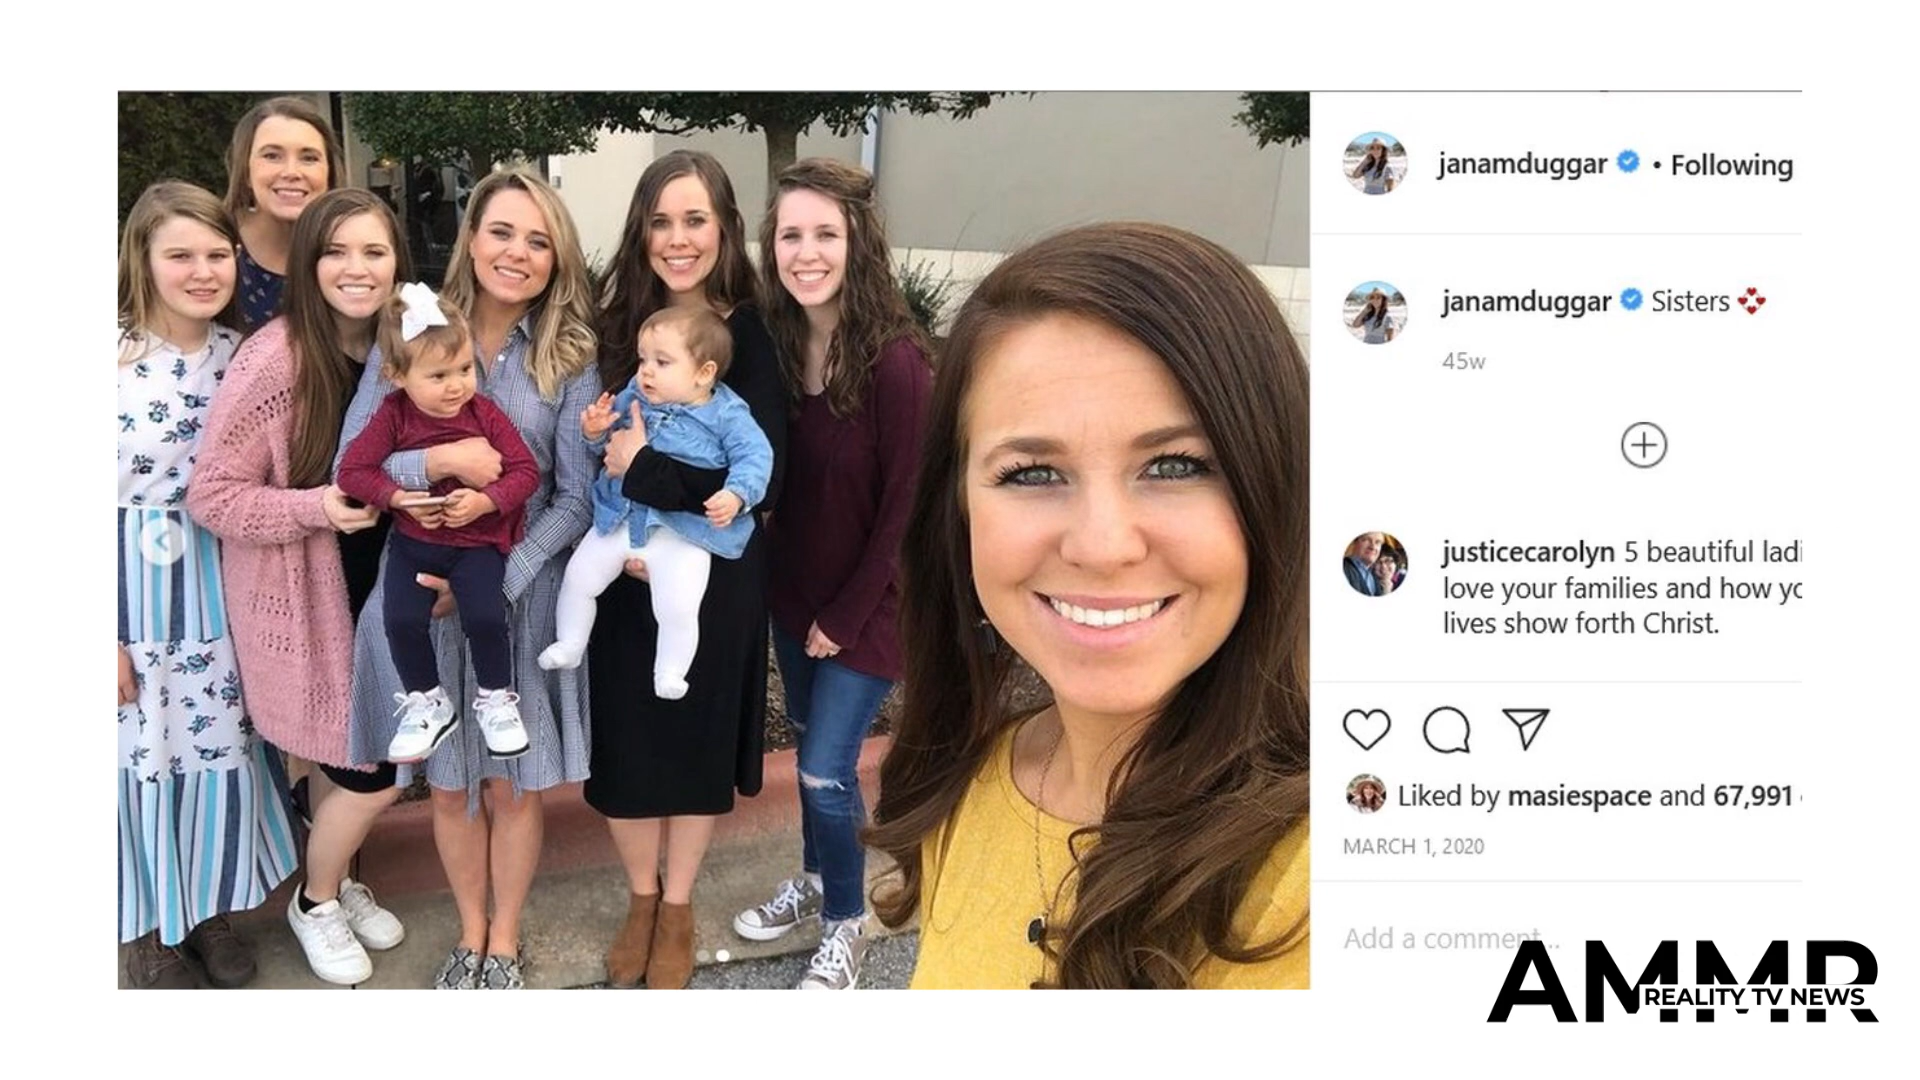 janamduggar • Following
janamduggar Sisters
45w
justicecarolyn 5 beautiful ladi
love your families and how yo
lives show forth Christ.
Liked by masiespace and 67,991
MARCH 1, 2020
Add a comment...
AMMR
REALITY TV NEWS